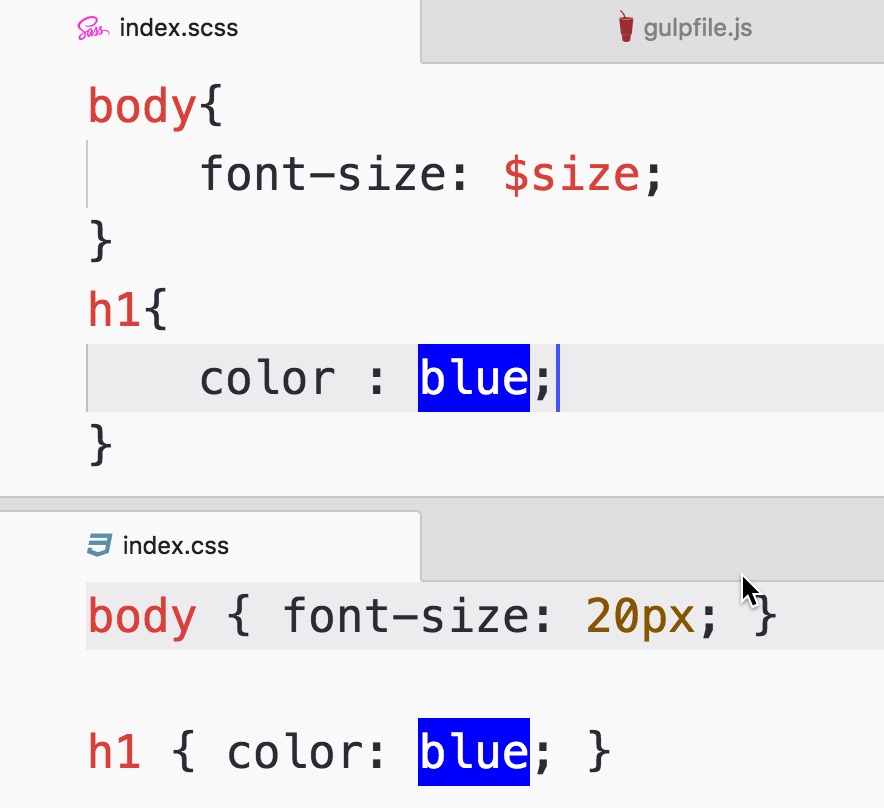 Sass index.scss gulpfile.js
body{
    font-size: $size;
}
h1{
    color : blue;
}
index.css
body { font-size: 20px; }
h1 { color: blue; }